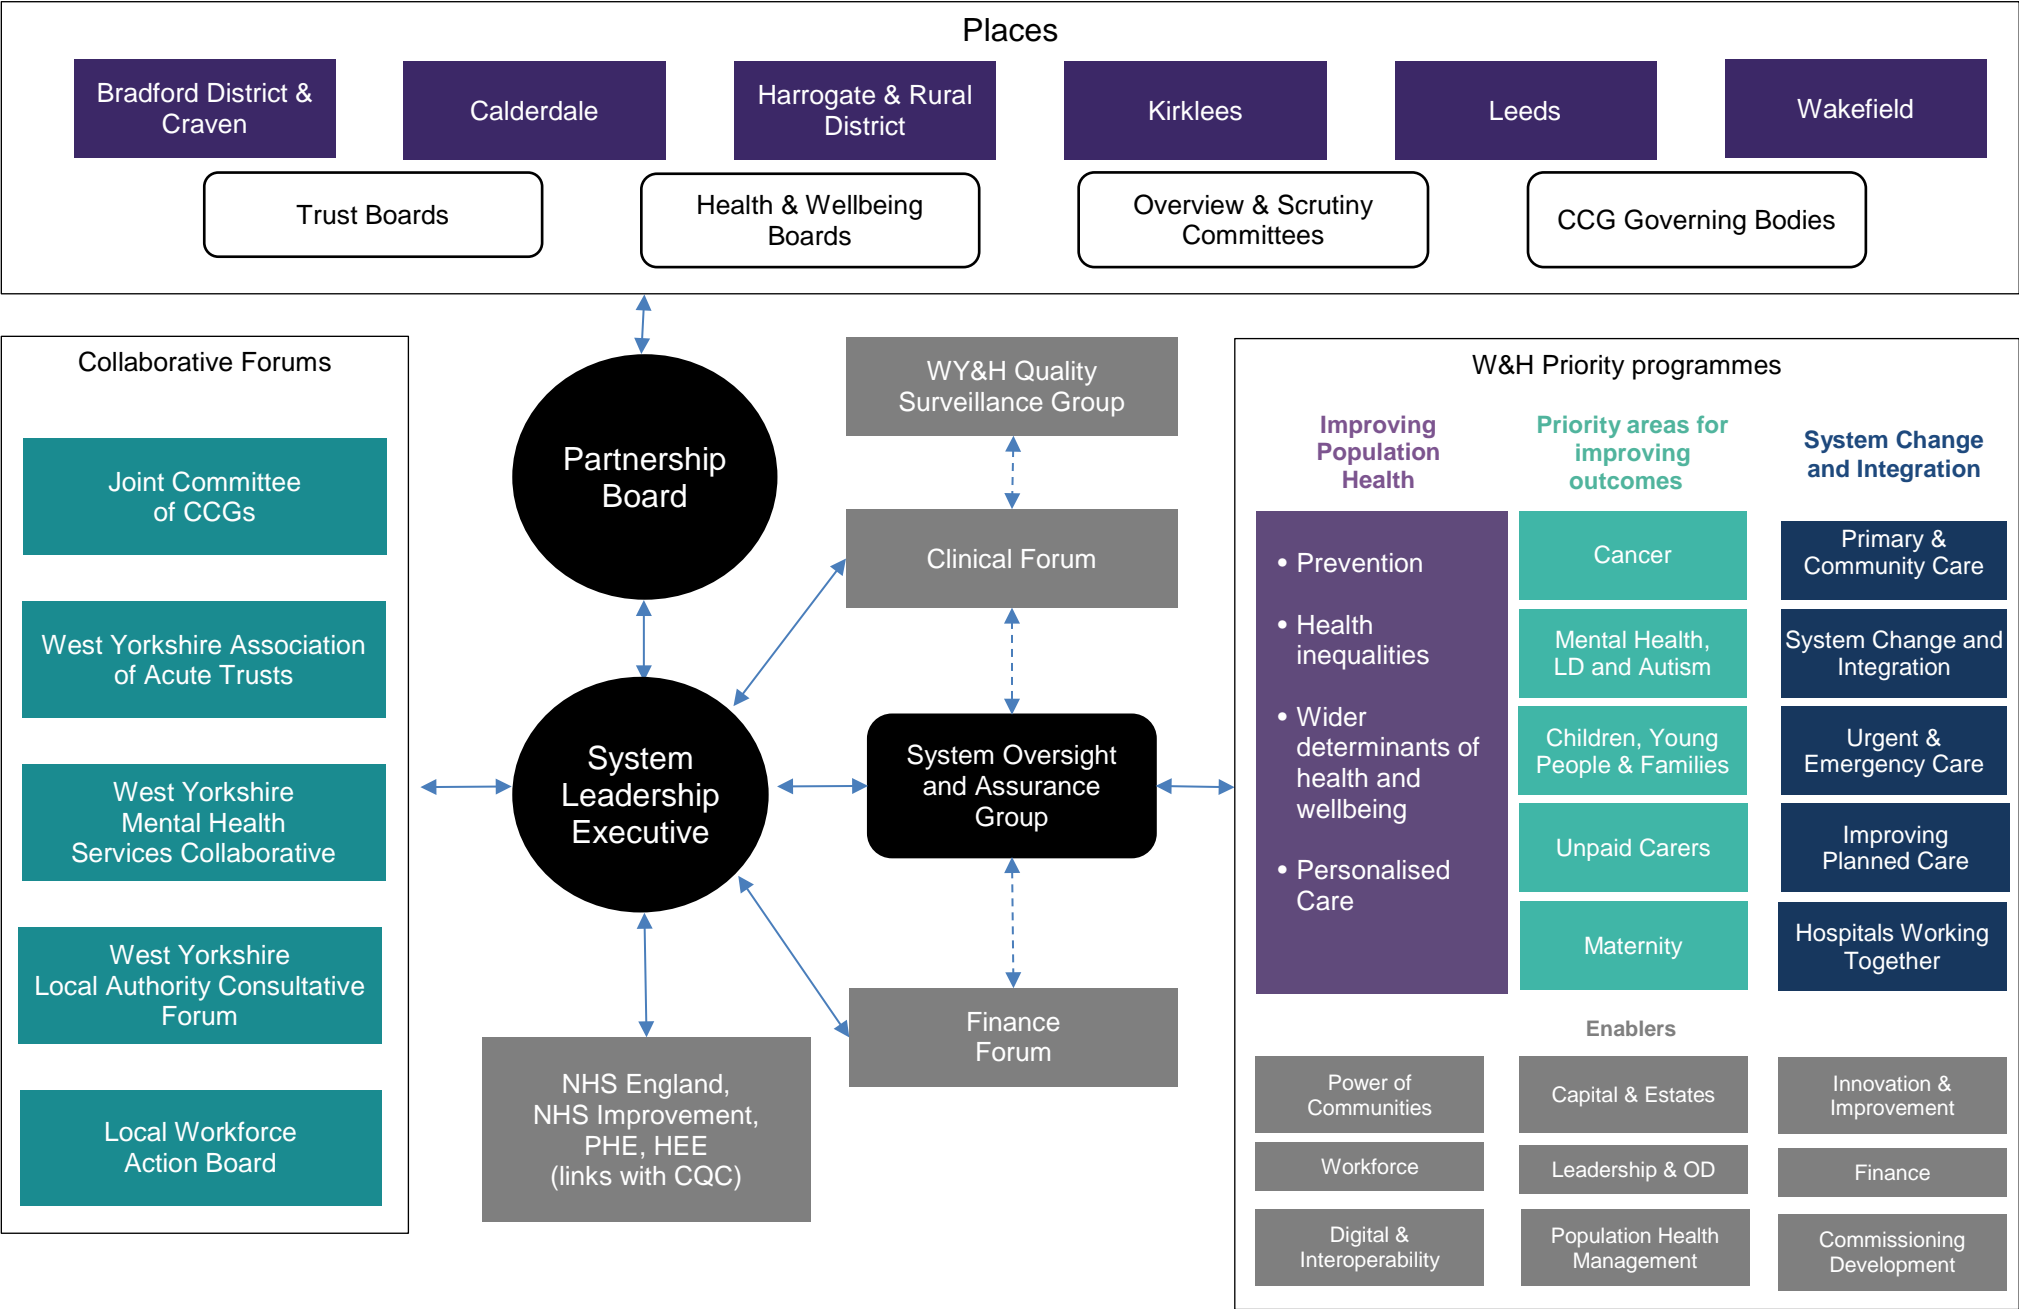 Places
Bradford District &
Craven
Calderdale
Harrogate & Rural
District
Kirklees
Leeds
Wakefield
Trust Boards
Health & Wellbeing
Boards
Overview & Scrutiny
Committees
CCG Governing Bodies
Collaborative Forums
Joint Committee
of CCGs
West Yorkshire Association
of Acute Trusts
West Yorkshire
Mental Health
Services Collaborative
West Yorkshire
Local Authority Consultative
Forum
Local Workforce
Action Board
Partnership
Board
System
Leadership
Executive
NHS England,
NHS Improvement,
PHE, HEE
(links with CQC)
WY&H Quality
Surveillance Group
Clinical Forum
System Oversight
and Assurance
Group
Finance
Forum
W&H Priority programmes
Improving
Population
Health
• Prevention
• Health
inequalities
• Wider
determinants of
health and
wellbeing
• Personalised
Care
Priority areas for
improving
outcomes
Cancer
Mental Health,
LD and Autism
Children, Young
People & Families
Unpaid Carers
Maternity
System Change
and Integration
Primary &
Community Care
System Change and
Integration
Urgent &
Emergency Care
Improving
Planned Care
Hospitals Working
Together
Enablers
Power of
Communities
Capital & Estates
Innovation &
Improvement
Workforce
Leadership & OD
Finance
Digital &
Interoperability
Population Health
Management
Commissioning
Development